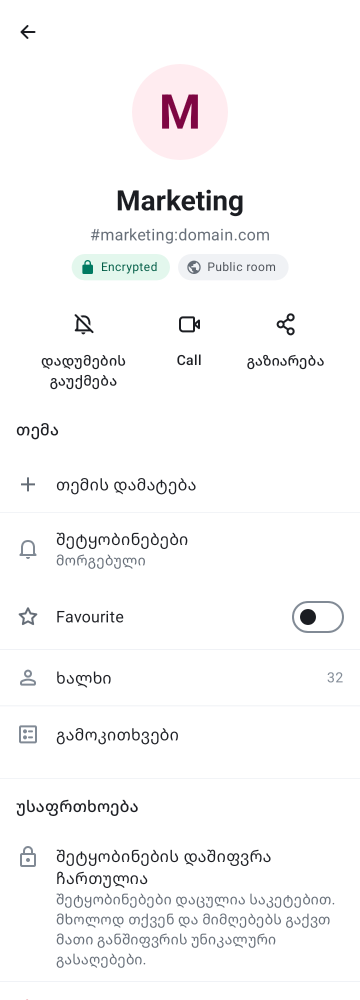 M
Marketing
#marketing:domain.com
Encrypted
Public room
დადუმების
გაუქმება
Call
გაზიარება
თემა
თემის დამატება
შეტყობინებები
მორგებული
Favourite
ხალხი
32
გამოკითხვები
უსაფრთხოება
შეტყობინების დაშიფვრა
ჩართულია
შეტყობინებები დაცულია საკეტებით.
მხოლოდ თქვენ და მიმღებებს გაქვთ
მათი განშიფვრის უნიკალური
გასაღებები.